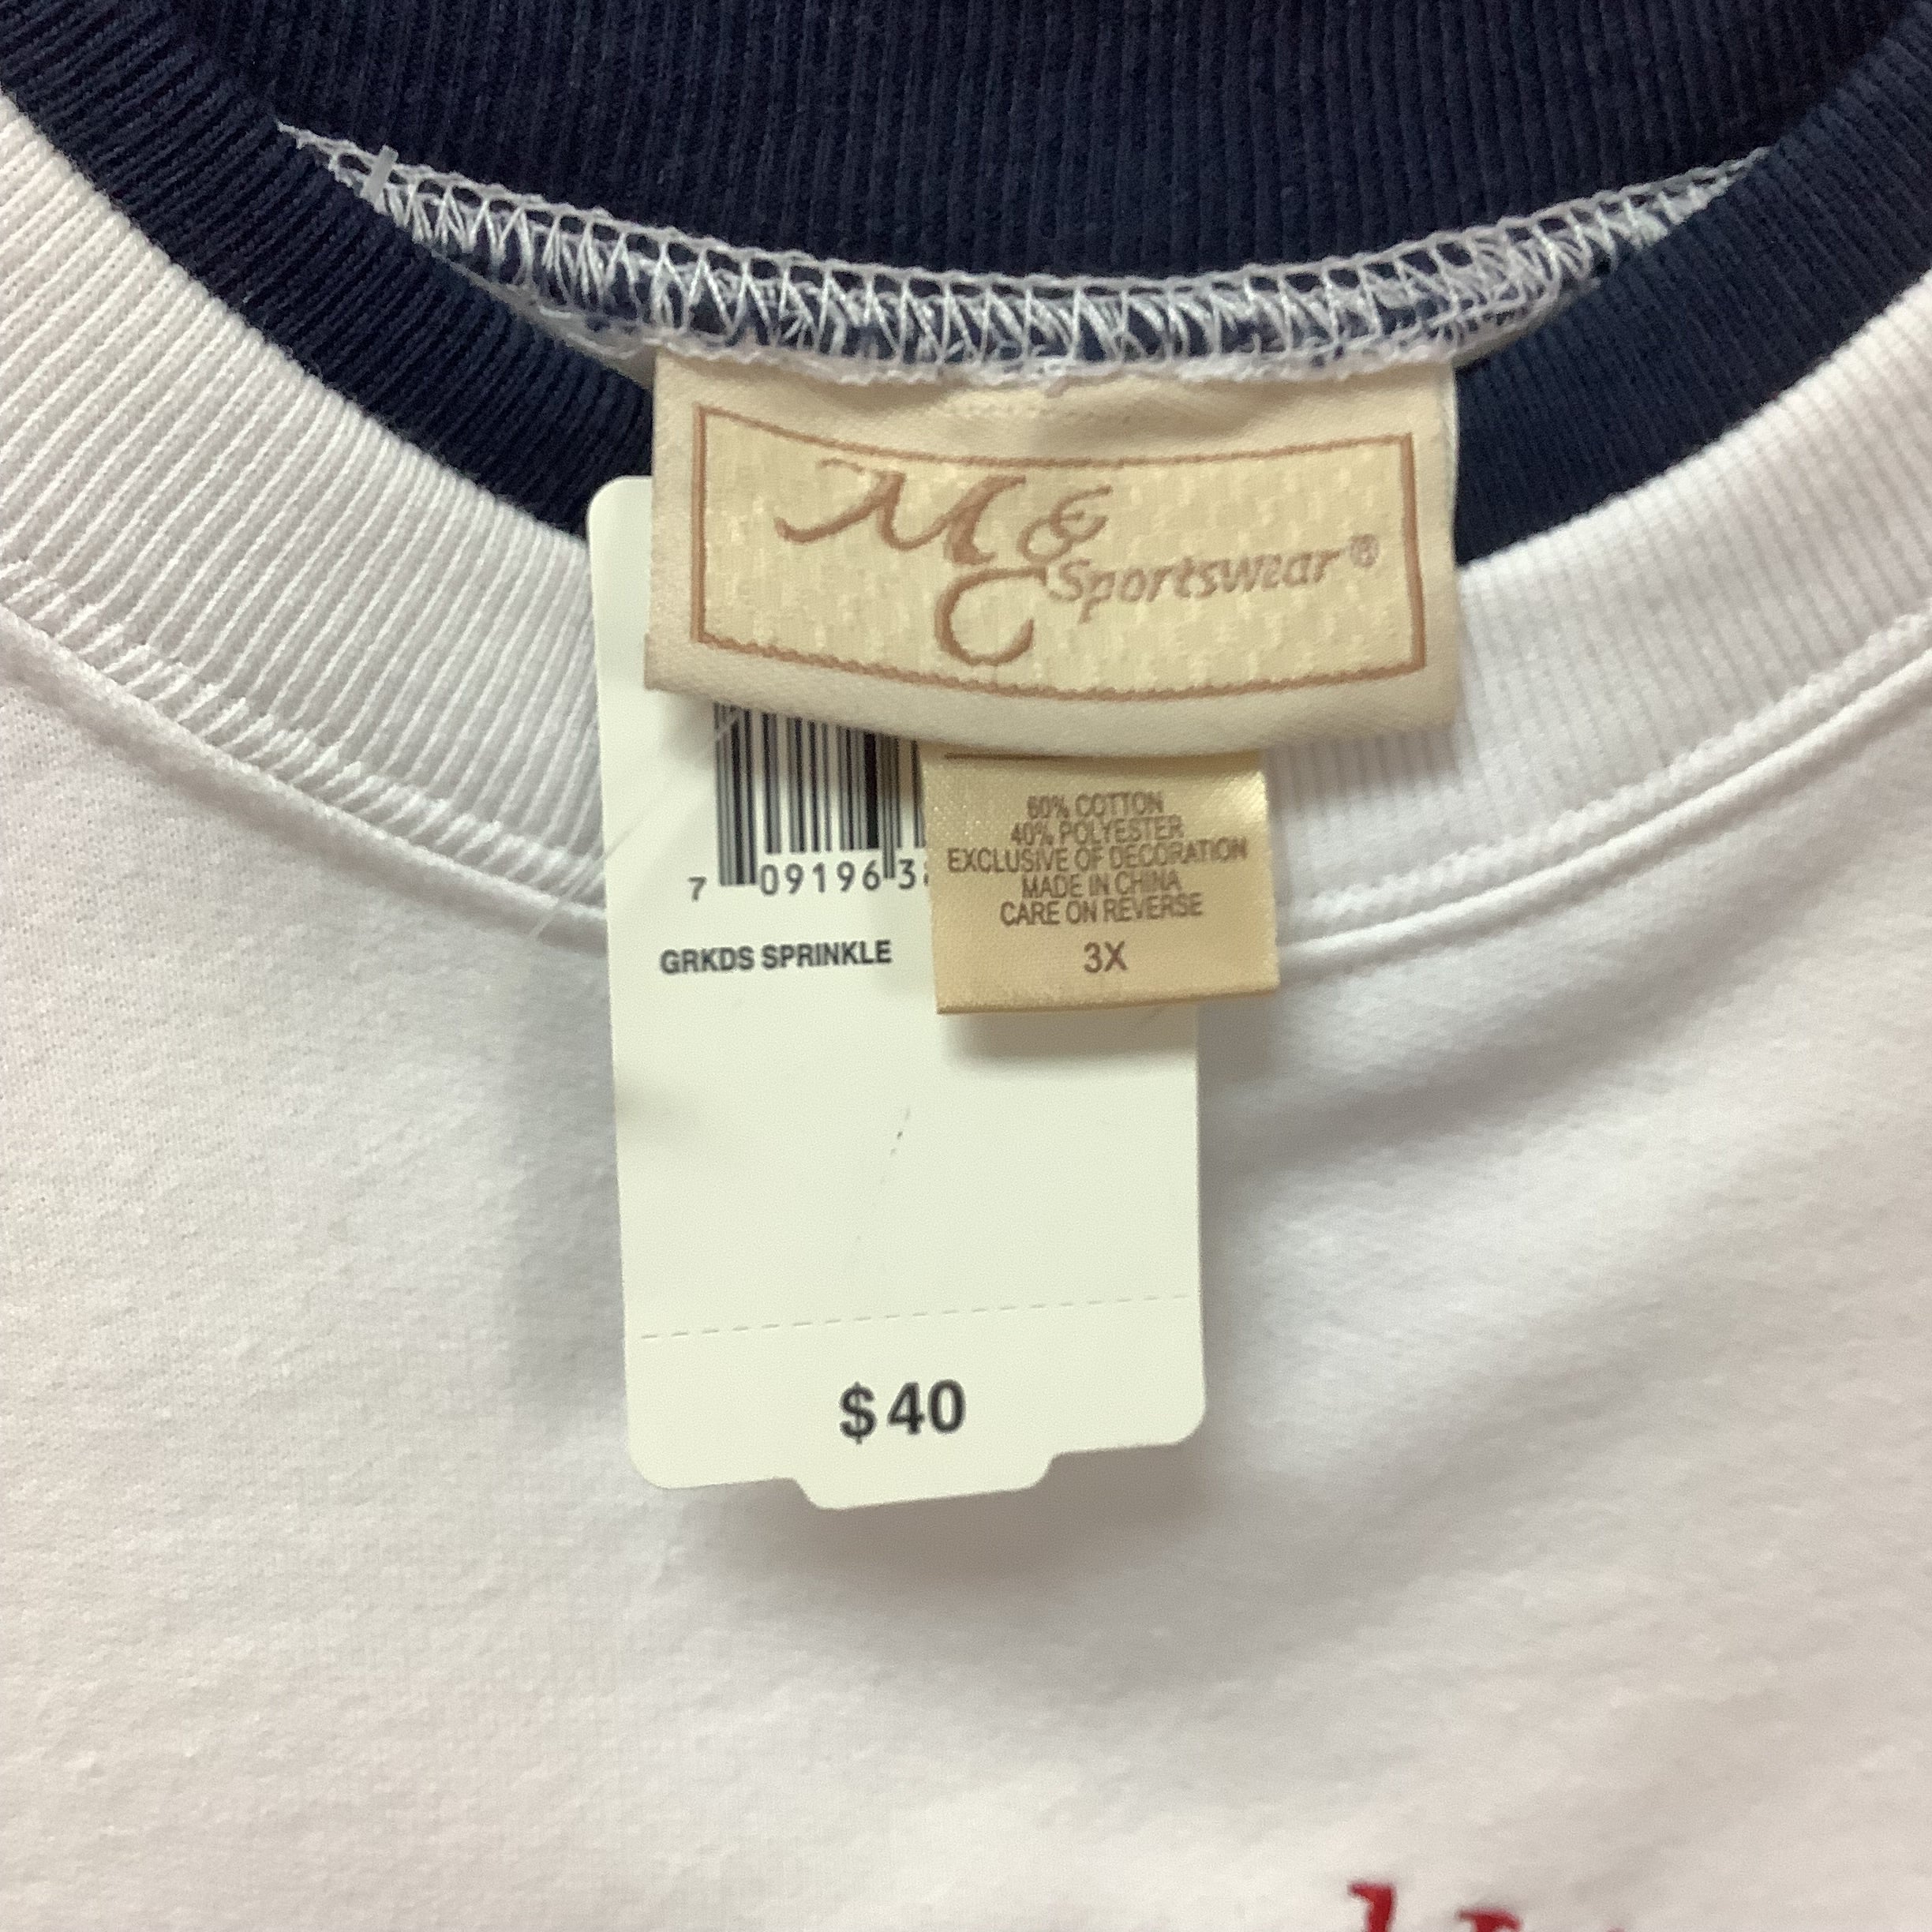 MC & Sportswear®
60% COTTON
40% POLYESTER
EXCLUSIVE OF DECORATION
MADE IN CHINA
CARE ON REVERSE
3X
7 09196 3
GRKDS SPRINKLE
$40